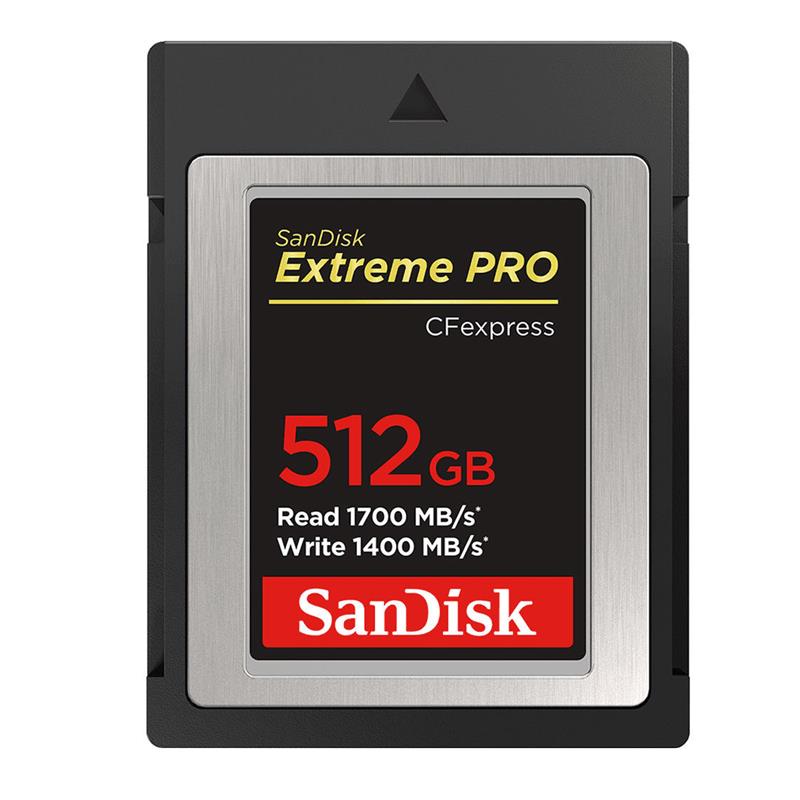 SanDisk
Extreme PRO
CFexpress
512GB
Read 1700 MB/s*
Write 1400 MB/s*
SanDisk